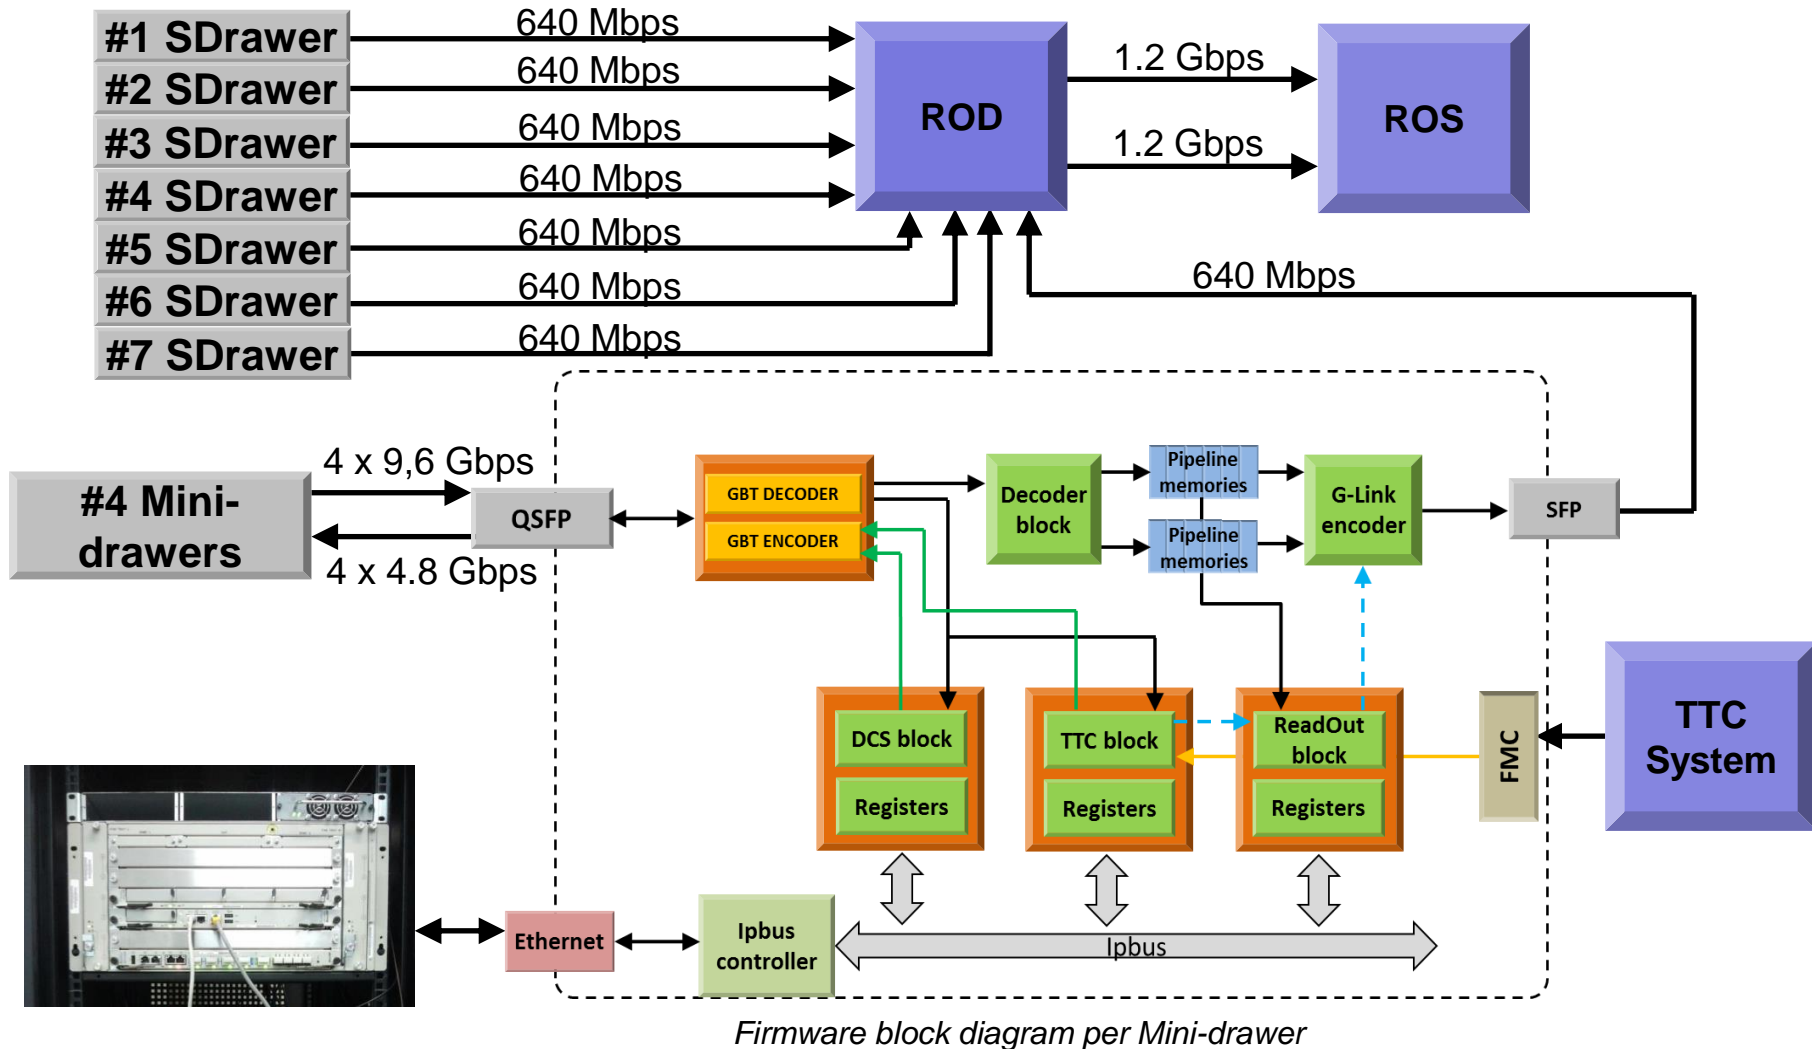 #1 SDrawer
640 Mbps
#2 SDrawer
640 Mbps
#3 SDrawer
640 Mbps
#4 SDrawer
640 Mbps
#5 SDrawer
640 Mbps
#6 SDrawer
640 Mbps
#7 SDrawer
640 Mbps
ROD
1.2 Gbps
1.2 Gbps
ROS
640 Mbps
#4 Mini-
drawers
4 x 9,6 Gbps
4 x 4.8 Gbps
QSFP
GBT DECODER
GBT ENCODER
Decoder
block
Pipeline
memories
Pipeline
memories
G-Link
encoder
SFP
DCS block
Registers
TTC block
Registers
ReadOut
block
Registers
FMC
TTC
System
Ethernet
Ipbus
controller
Ipbus
Firmware block diagram per Mini-drawer